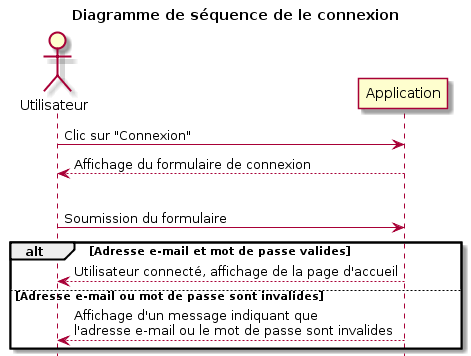 Diagramme de séquence de le connexion
Utilisateur
Application
Clic sur "Connexion"
Affichage du formulaire de connexion
Soumission du formulaire
alt [Adresse e-mail et mot de passe valides]
Utilisateur connecté, affichage de la page d'accueil
[Adresse e-mail ou mot de passe sont invalides]
Affichage d'un message indiquant que
l'adresse e-mail ou le mot de passe sont invalides